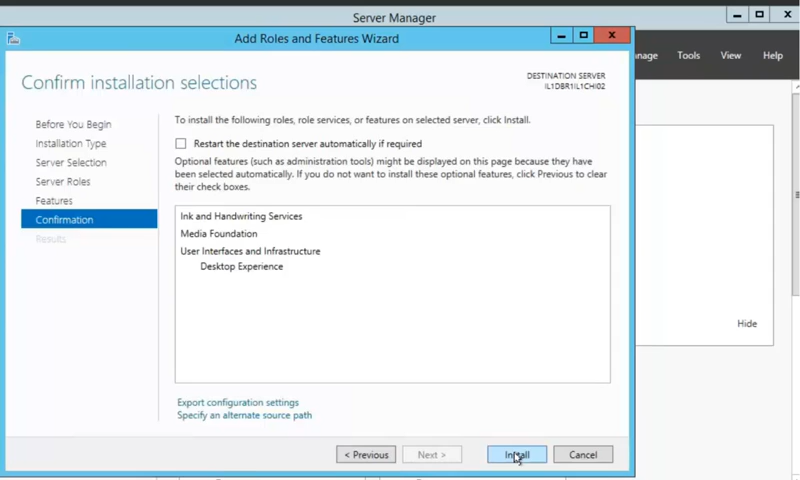 Server Manager
Add Roles and Features Wizard
Manage Tools View Help
Confirm installation selections
DESTINATION SERVER
IL1DBR1IL1CHI02
Before You Begin
Installation Type
Server Selection
Server Roles
Features
Confirmation
Results
To install the following roles, role services, or features on selected server, click Install.
Restart the destination server automatically if required
Optional features (such as administration tools) might be displayed on this page because they have
been selected automatically. If you do not want to install these optional features, click Previous to clear
their check boxes.
Ink and Handwriting Services
Media Foundation
User Interfaces and Infrastructure
Desktop Experience
Hide
Export configuration settings
Specify an alternate source path
< Previous
Next >
Install
Cancel